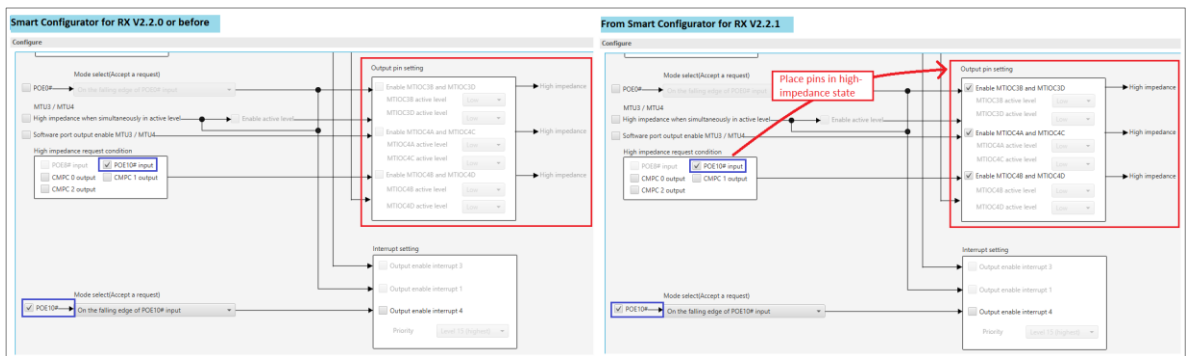 Smart Configurator for RX V2.2.0 or before
Configure
Mode select(Accept a request)
POE0#
On the falling edge of POE0# input
MTU3 / MTU4
High impedance when simultaneously in active level
Enable active level
Software port output enable MTU3 / MTU4
High impedance request condition
POE8# input
POE10# input
CMPC 0 output
CMPC 1 output
CMPC 2 output
Output pin setting
Enable MTIOC3B and MTIOC3D
MTIOC3B active level
Low
MTIOC3D active level
Low
Enable MTIOC4A and MTIOC4C
MTIOC4A active level
Low
MTIOC4C active level
Low
Enable MTIOC4B and MTIOC4D
MTIOC4B active level
Low
MTIOC4D active level
Low
High impedance
High impedance
High impedance
Interrupt setting
Output enable interrupt 3
Output enable interrupt 1
Output enable interrupt 4
Priority
Level 15 (highest)
Mode select(Accept a request)
POE10#
On the falling edge of POE10# input
From Smart Configurator for RX V2.2.1
Configure
Mode select(Accept a request)
POE0#
On the falling edge of POE0# input
Place pins in high-
impedance state
MTU3 / MTU4
High impedance when simultaneously in active level
Enable active level
Software port output enable MTU3 / MTU4
High impedance request condition
POE8# input
POE10# input
CMPC 0 output
CMPC 1 output
CMPC 2 output
Output pin setting
Enable MTIOC3B and MTIOC3D
MTIOC3B active level
Low
MTIOC3D active level
Low
Enable MTIOC4A and MTIOC4C
MTIOC4A active level
Low
MTIOC4C active level
Low
Enable MTIOC4B and MTIOC4D
MTIOC4B active level
Low
MTIOC4D active level
Low
High impedance
High impedance
High impedance
Interrupt setting
Output enable interrupt 3
Output enable interrupt 1
Output enable interrupt 4
Priority
Level 15 (highest)
Mode select(Accept a request)
POE10#
On the falling edge of POE10# input